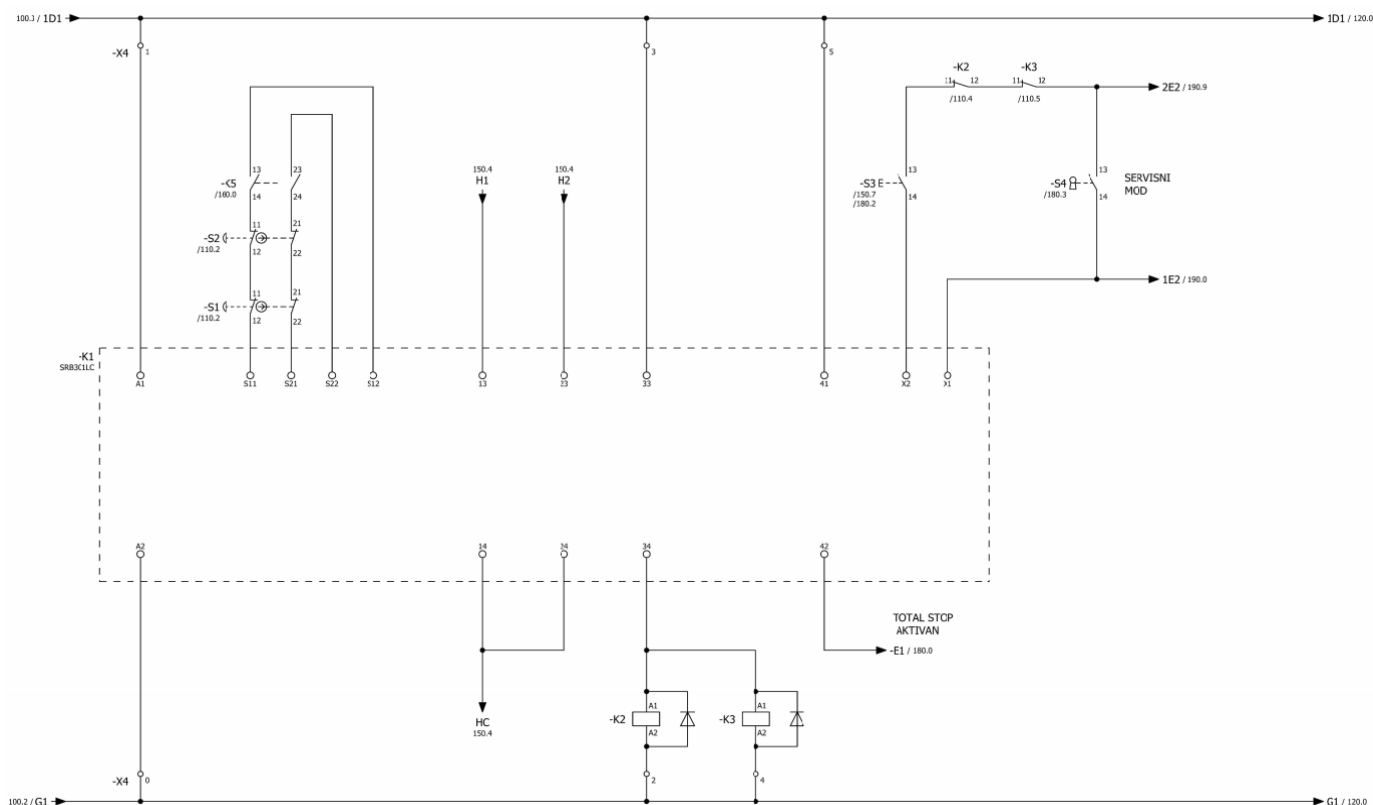 100.3 / 1D1
1D1 / 120.0
-X4
1
3
5
-K2
-K3
11
12
11
12
/110.4
/110.5
2E2 / 190.9
13
23
-K5
/160.0
14
24
150.4
H1
150.4
H2
13
-S3 E
/150.7
/180.2
14
13
-S4
/180.3
14
SERVISNI
MOD
11
21
-S2
/110.2
12
22
1E2 / 190.0
11
21
-S1
/110.2
12
22
-K1
SRB301LC
A1
S11
S21
S22
S12
13
23
33
41
X2
X1
A2
14
24
34
42
TOTAL STOP
AKTIVAN
-E1 / 180.0
HC
150.4
-K2
A1
A2
-K3
A1
A2
-X4
0
2
4
100.2 / G1
G1 / 120.0